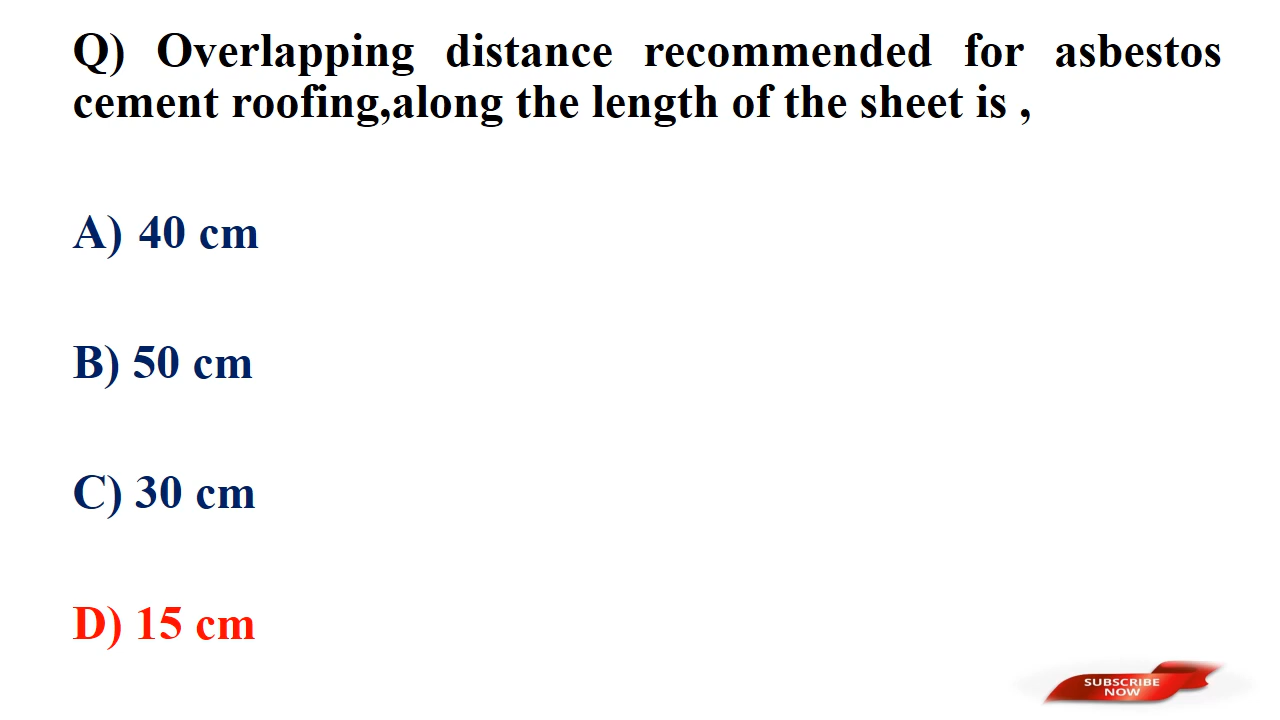 Q) Overlapping distance recommended for asbestos
cement roofing,along the length of the sheet is ,
A) 40 cm
B) 50 cm
C) 30 cm
D) 15 cm
SUBSCRIBE
NOW